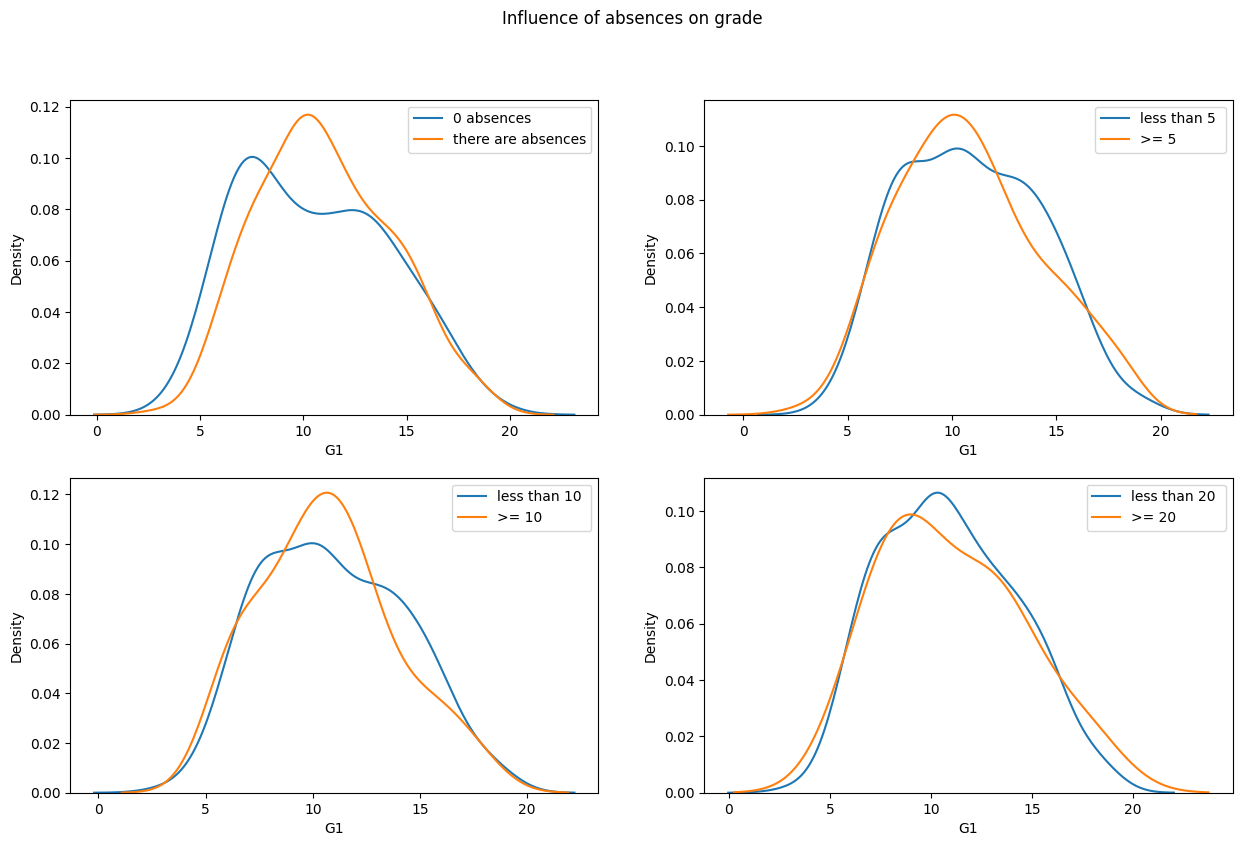 Influence of absences on grade
0 absences
there are absences
Density
0.12
0.10
0.08
0.06
0.04
0.02
0.00
0 5 10 15 20
G1
less than 5
>= 5
Density
0.10
0.08
0.06
0.04
0.02
0.00
0 5 10 15 20
G1
less than 10
>= 10
Density
0.12
0.10
0.08
0.06
0.04
0.02
0.00
0 5 10 15 20
G1
less than 20
>= 20
Density
0.10
0.08
0.06
0.04
0.02
0.00
0 5 10 15 20
G1